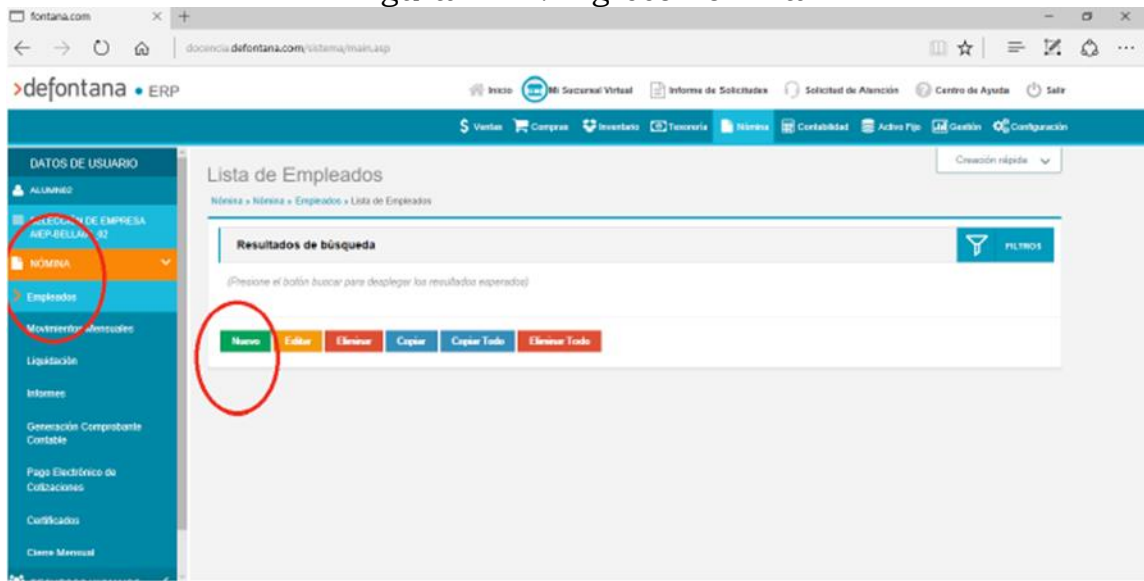 fontana.com
docencia.defontana.com/sistema/main.asp
>defontana • ERP
Inicio Mi Sucursal Virtual Informe de Solicitudes Solicitud de Atención Centro de Ayuda Salir
Ventas Compras Inventario Tesorería Nómina Contabilidad Activo Fijo Gestión Configuración
DATOS DE USUARIO
Creación rápida
Lista de Empleados
Nómina » Nómina » Empleados » Lista de Empleados
SELECCIÓN DE EMPRESA
Resultados de búsqueda
FILTROS
NÓMINA
(Presione el botón buscar para desplegar los resultados esperados)
Empleados
Movimientos Mensuales
Nuevo Editar Eliminar Copiar Copiar Todo Eliminar Todo
Liquidación
Informes
Generación Comprobante
Contable
Pago Electrónico de
Cotizaciones
Certificados
Cierre Mensual